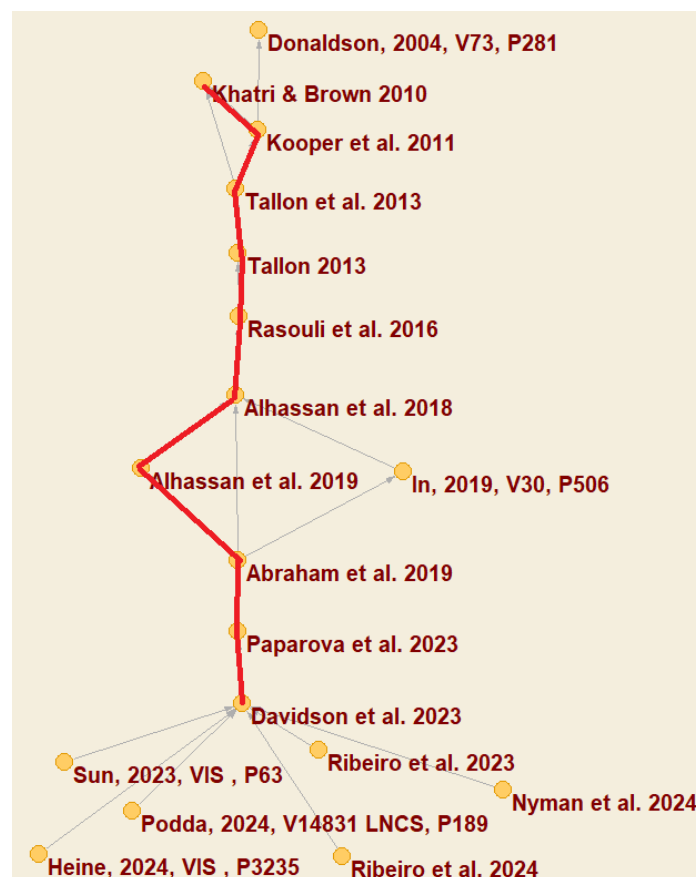 Donaldson, 2004, V73, P281
Khatri & Brown 2010
Kooper et al. 2011
Tallon et al. 2013
Tallon 2013
Rasouli et al. 2016
Alhassan et al. 2018
Alhassan et al. 2019
In, 2019, V30, P506
Abraham et al. 2019
Paparova et al. 2023
Davidson et al. 2023
Ribeiro et al. 2023
Sun, 2023, VIS , P63
Nyman et al. 2024
Podda, 2024, V14831 LNCS, P189
Heine, 2024, VIS , P3235
Ribeiro et al. 2024